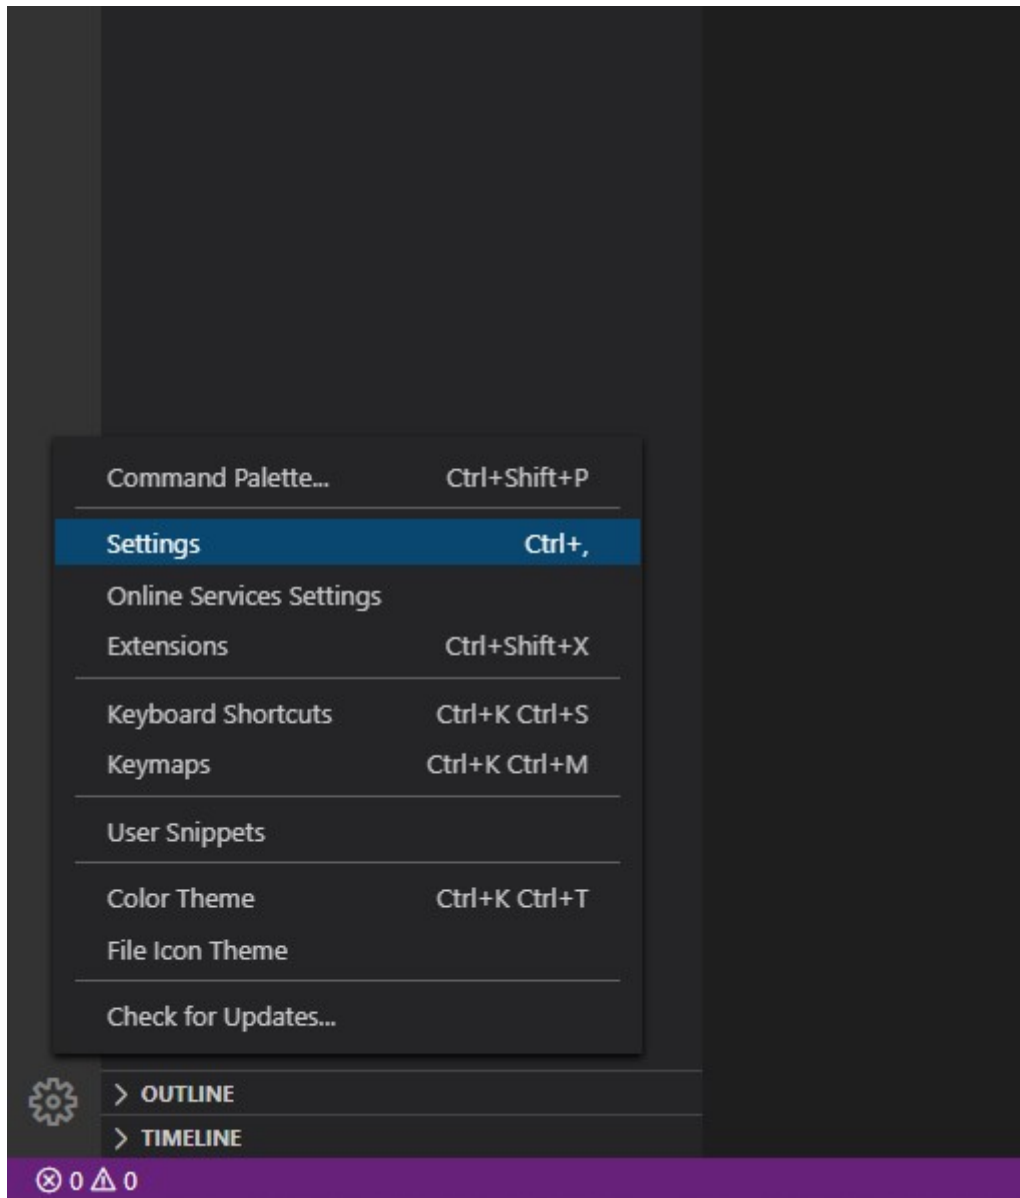 Command Palette... Ctrl+Shift+P
Settings Ctrl+,
Online Services Settings
Extensions Ctrl+Shift+X
Keyboard Shortcuts Ctrl+K Ctrl+S
Keymaps Ctrl+K Ctrl+M
User Snippets
Color Theme Ctrl+K Ctrl+T
File Icon Theme
Check for Updates...
OUTLINE
TIMELINE
0 0